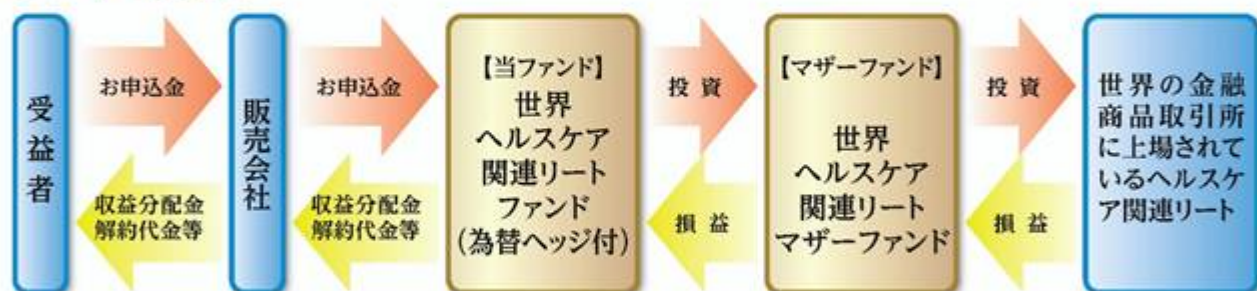 受益者
お申込金
収益分配金
解約代金等
販売会社
お申込金
収益分配金
解約代金等
【当ファンド】
世界
ヘルスケア
関連リート
ファンド
(為替ヘッジ付)
投資
損益
【マザーファンド】
世界
ヘルスケア
関連リート
マザーファンド
投資
損益
世界の金融
商品取引所
に上場されて
いるヘルスケ
ア関連リート